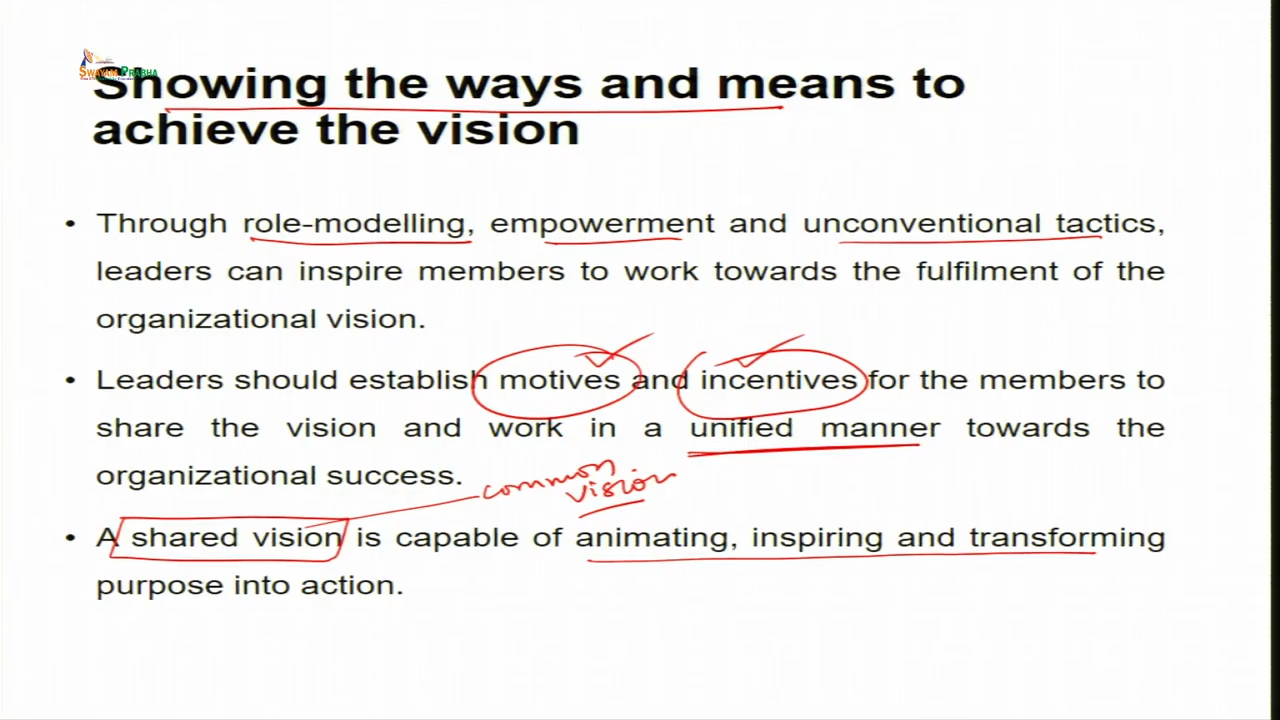 SWAYAM PRABHA
Showing the ways and means to
achieve the vision
• Through role-modelling, empowerment and unconventional tactics,
leaders can inspire members to work towards the fulfilment of the
organizational vision.
• Leaders should establish motives and incentives for the members to
share the vision and work in a unified manner towards the
organizational success.
common
vision
• A shared vision is capable of animating, inspiring and transforming
purpose into action.